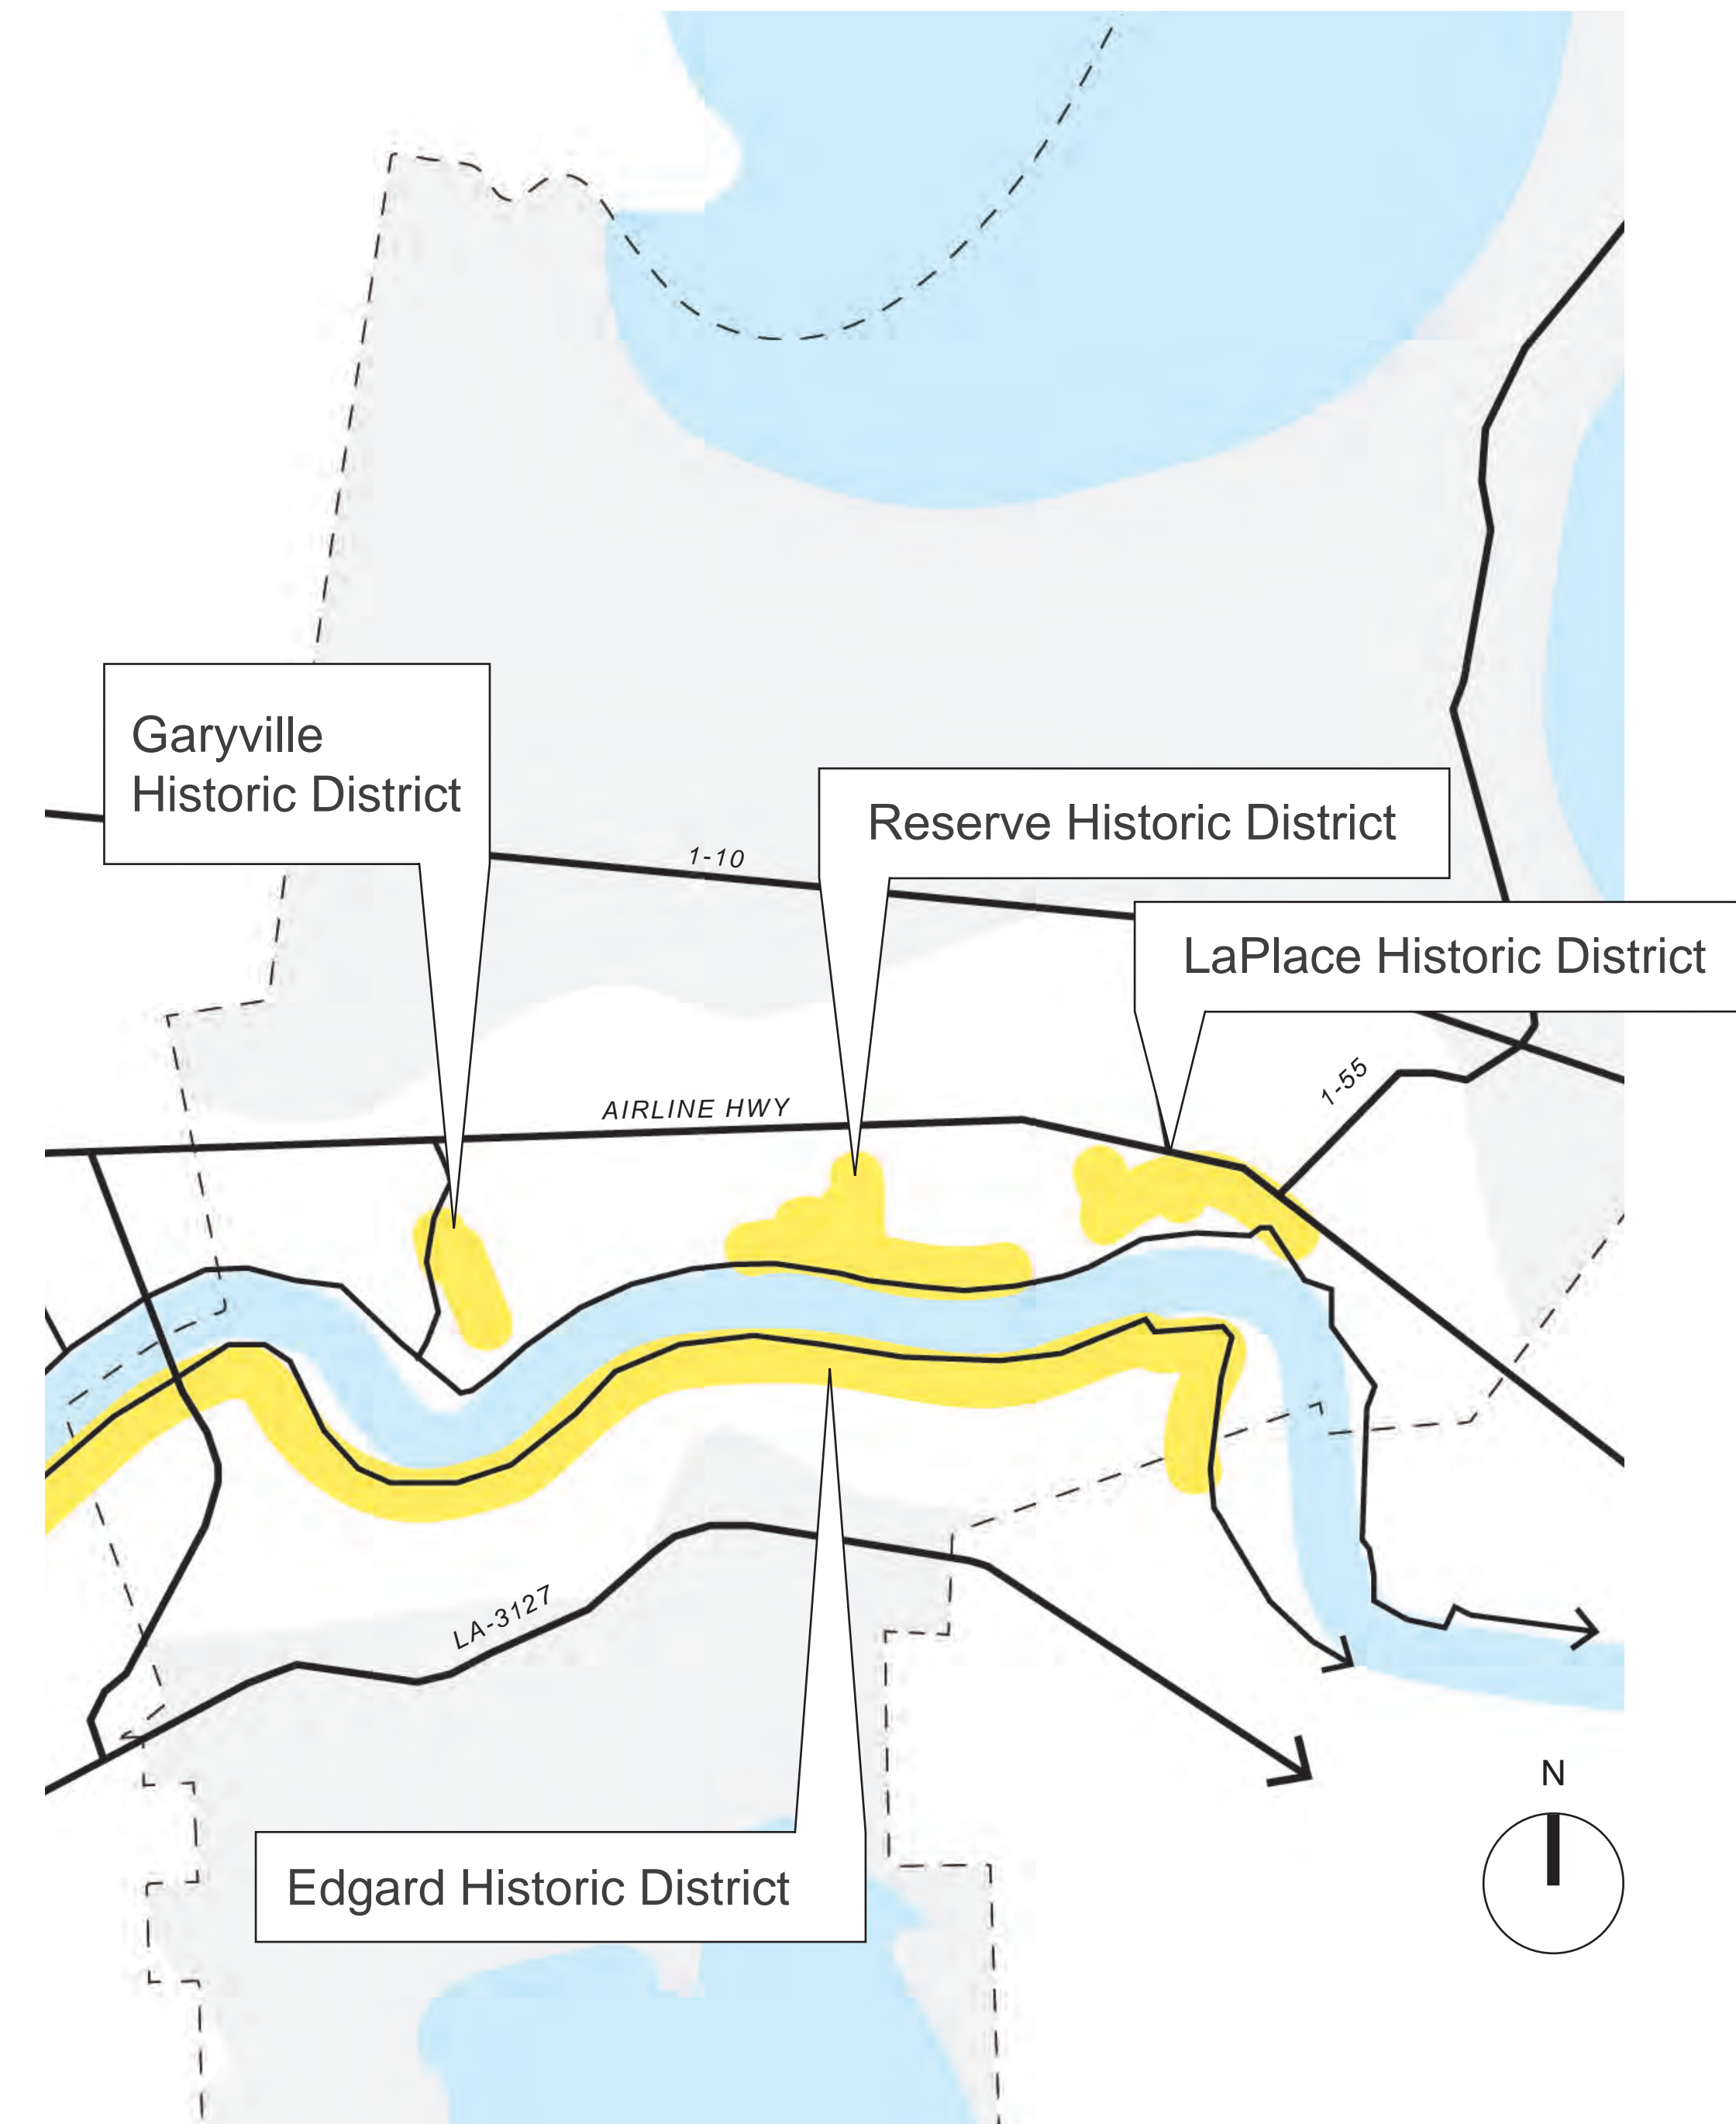 Garyville
Historic District
Reserve Historic District
1-10
LaPlace Historic District
1-55
AIRLINE HWY
LA-3127
N
Edgard Historic District